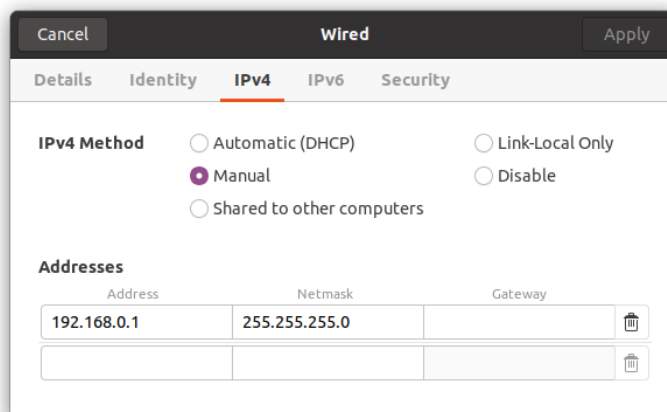 Cancel Wired Apply
Details Identity IPv4 IPv6 Security
IPv4 Method Automatic (DHCP) Link-Local Only
Manual Disable
Shared to other computers
Addresses
Address Netmask Gateway
192.168.0.1 255.255.255.0